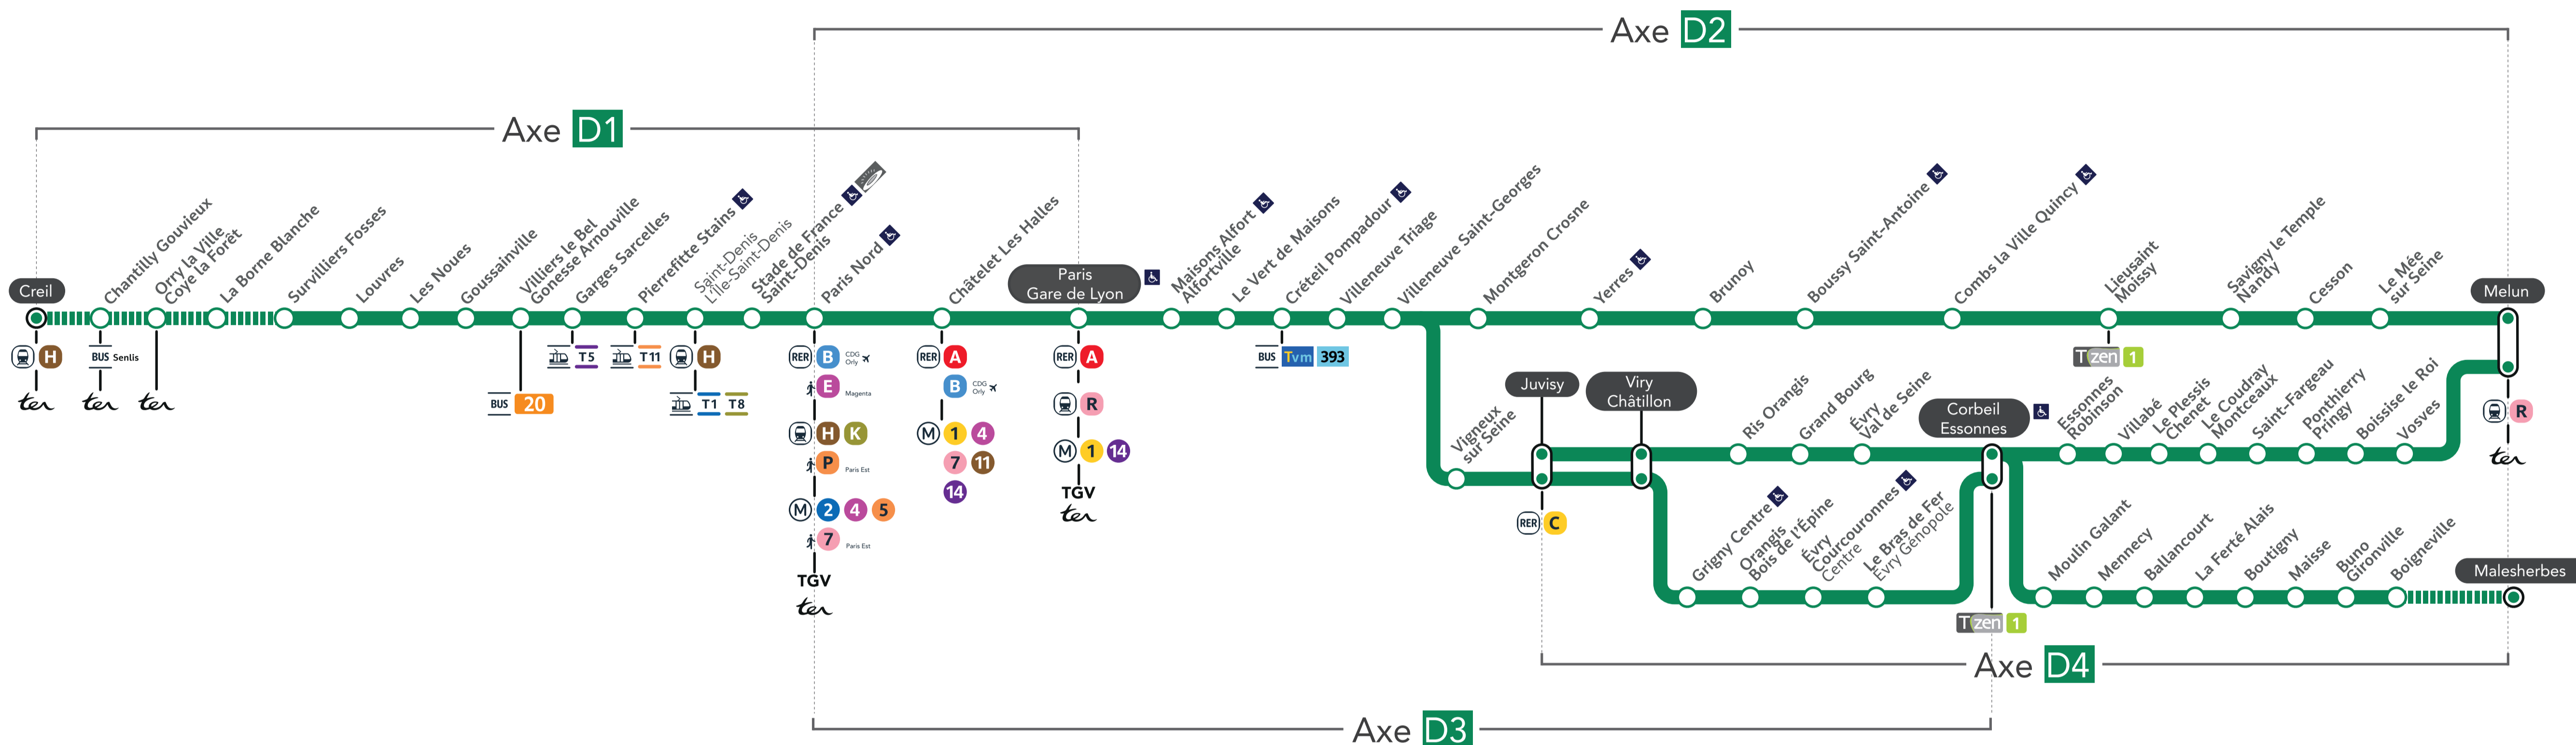 Axe D2
Axe D1
Creil
Chantilly Gouvieux
Orry la Ville
Coye la Forêt
La Borne Blanche
Survilliers Fosses
Louvres
Les Noues
Goussainville
Villiers le Bel
Gonesse Arnouville
Garges Sarcelles
Pierrefitte Stains
Saint-Denis
L'Île-Saint-Denis
Stade de France
Saint-Denis
Paris Nord
Châtelet Les Halles
Paris
Gare de Lyon
Maisons Alfort
Alfortville
Le Vert de Maisons
Créteil Pompadour
Villeneuve Triage
Villeneuve Saint-Georges
Montgeron Crosne
Yerres
Brunoy
Boussy Saint-Antoine
Combs la Ville Quincy
Lieusaint
Moissy
Savigny le Temple
Nandy
Cesson
Le Mée
sur Seine
Melun
H
ter
BUS Senlis
ter
ter
BUS 20
T5
T11
H
T1 T8
RER B CDG
Orly
E Magenta
H K
P Paris Est
M 2 4 5
7 Paris Est
TGV
ter
RER A
B CDG
Orly
M 1 4
7 11
14
RER A
R
M 1 14
TGV
ter
BUS Tvm 393
Tzen 1
R
ter
Vigneux
sur Seine
Juvisy
RER C
Viry
Châtillon
Ris Orangis
Grand Bourg
Évry
Val de Seine
Corbeil
Essonnes
Essonnes
Robinson
Villabé
Le Plessis
Chenet
Le Coudray
Montceaux
Saint-Fargeau
Ponthierry
Pringy
Boissise le Roi
Vosves
Grigny Centre
Orangis
Bois de l'Épine
Évry
Courcouronnes
Centre
Le Bras de Fer
Évry Génopole
Tzen 1
Moulin Galant
Mennecy
Ballancourt
La Ferté Alais
Boutigny
Maisse
Buno
Gironville
Boigneville
Malesherbes
Axe D4
Axe D3